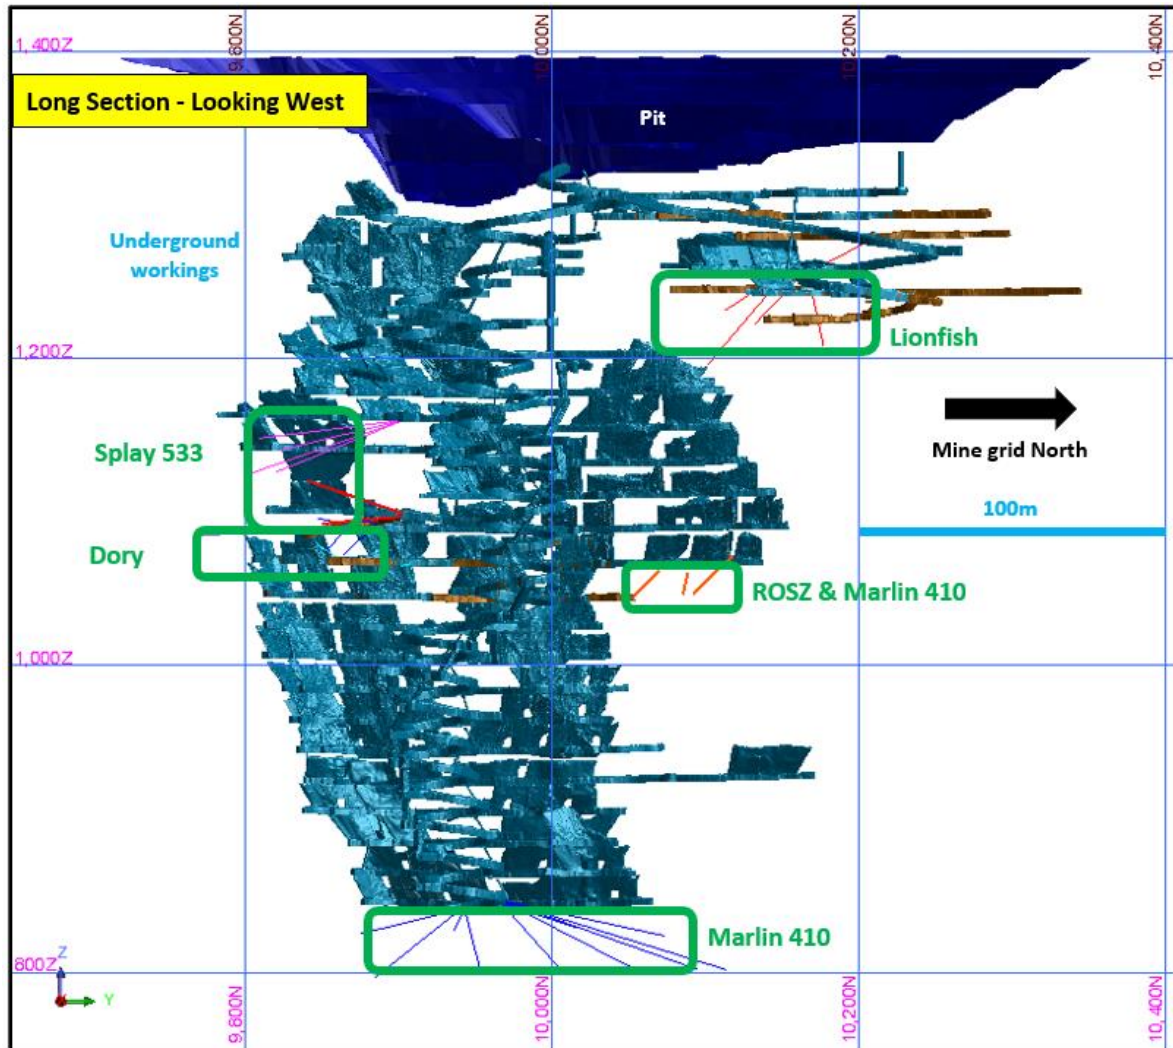 9,800N
10,000N
10,200N
10,400N
1,400Z
Long Section - Looking West
Pit
Underground
workings
Lionfish
1,200Z
Mine grid North
Splay 533
100m
Dory
ROSZ & Marlin 410
1,000Z
Marlin 410
800Z
Z
Y
9,800N
10,000N
10,200N
10,400N